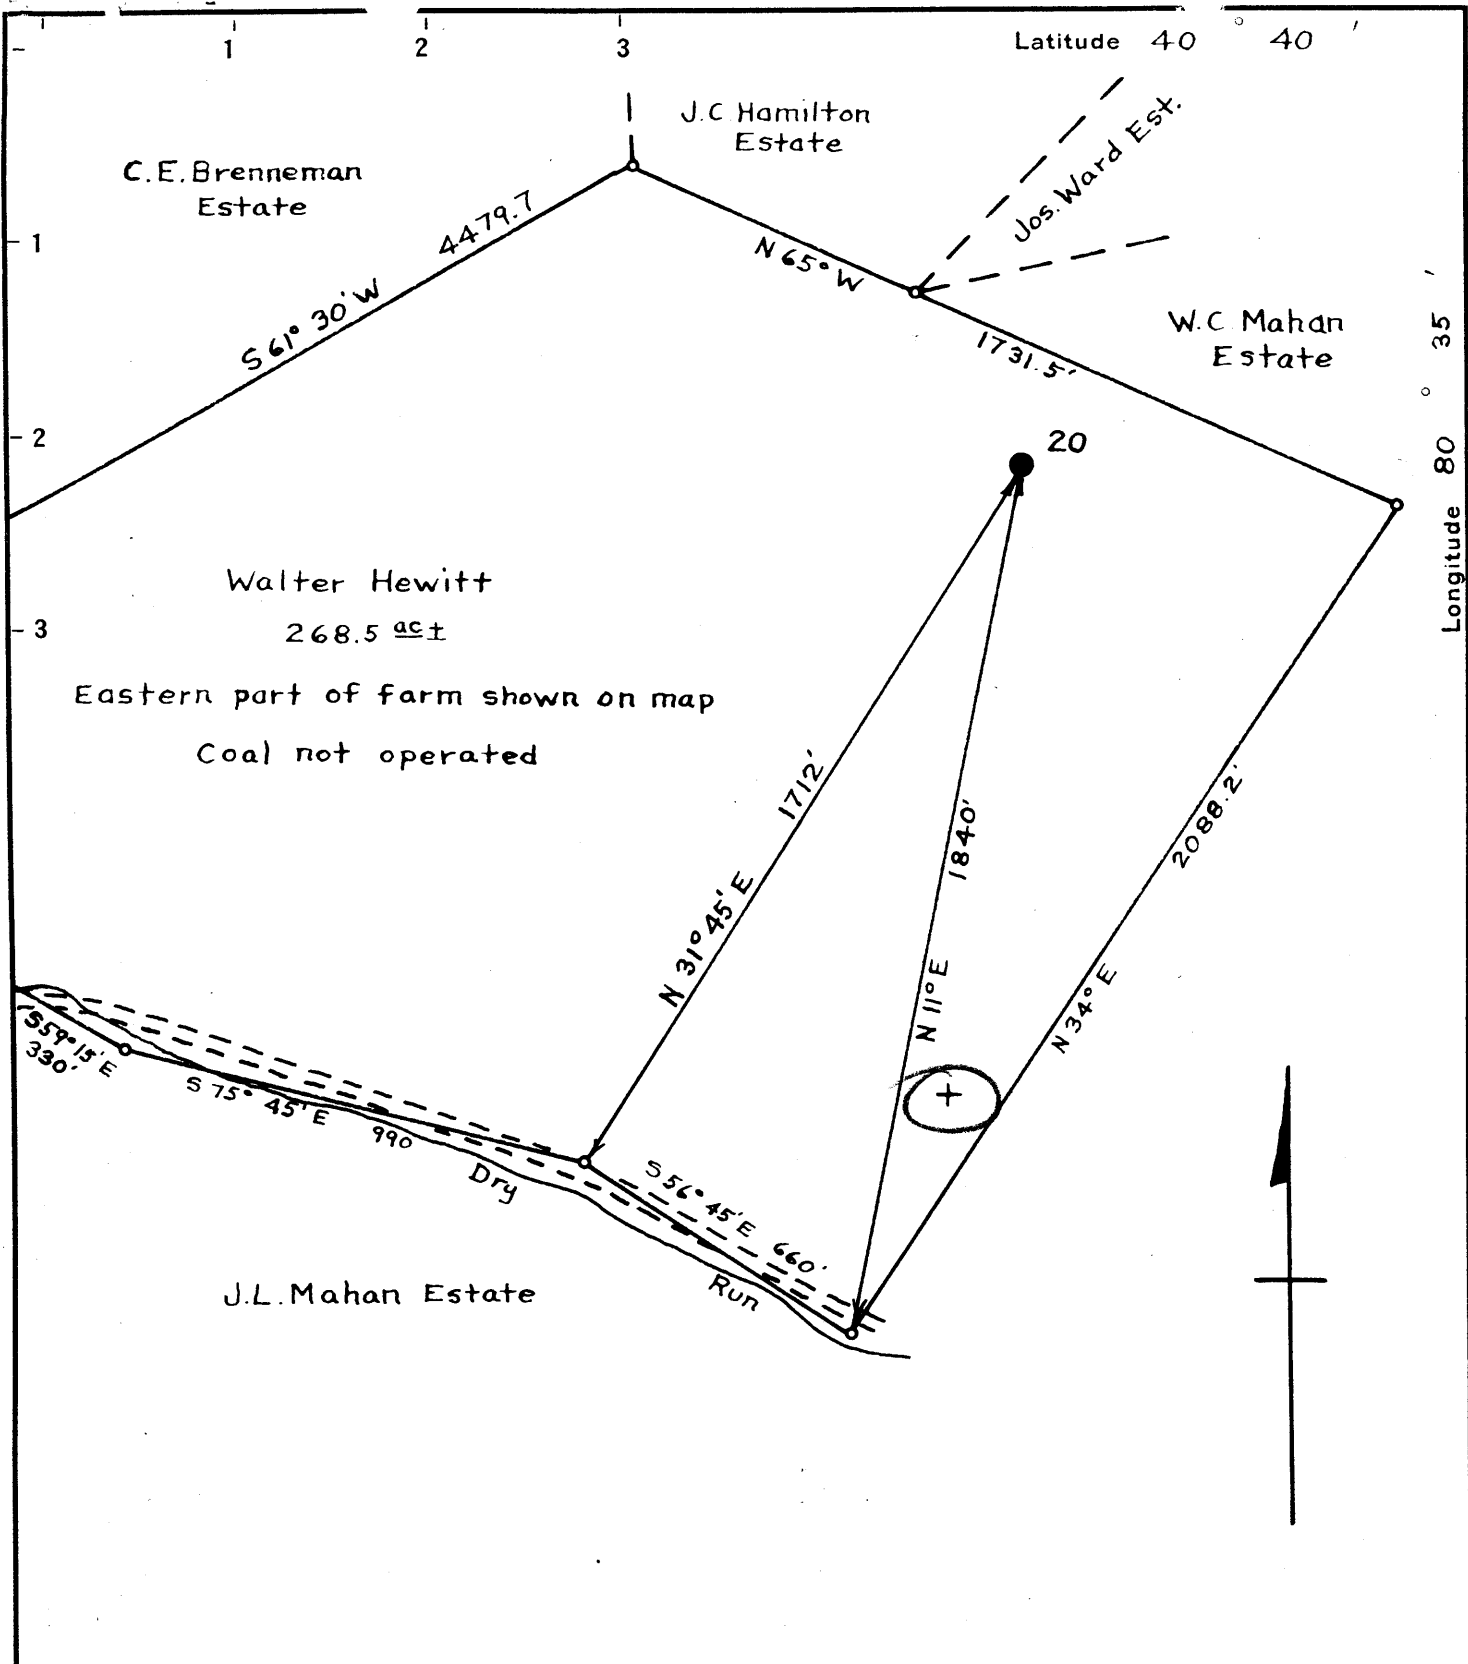 1 2 3
Latitude 40° 40'
J.C. Hamilton
Estate
C.E. Brenneman
Estate
Jos. Ward Est.
4479.7
S 61° 30' W
N 65° W
1731.5'
W.C. Mahan
Estate
Longitude 80° 35'
1
2
3
20
Walter Hewitt
268.5 ac±
Eastern part of farm shown on map
Coal not operated
1712'
N 31° 45' E
1840'
N 11° E
2088.2'
N 34° E
S 59° 15' E
330'
S 75° 45' E
990
Dry Run
S 56° 45' E 660'
J.L. Mahan Estate
+